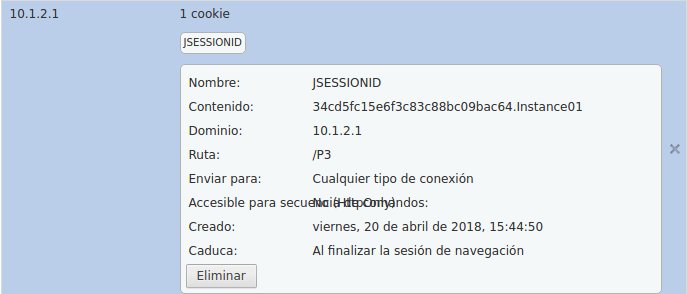 10.1.2.1 1 cookie
JSESSIONID
Nombre: JSESSIONID
Contenido: 34cd5fc15e6f3c83c88bc09bac64.Instance01
Dominio: 10.1.2.1
Ruta: /P3
Enviar para: Cualquier tipo de conexión
Accesible para secuencia de comandos: No (HttpOnly)
Creado: viernes, 20 de abril de 2018, 15:44:50
Caduca: Al finalizar la sesión de navegación
Eliminar